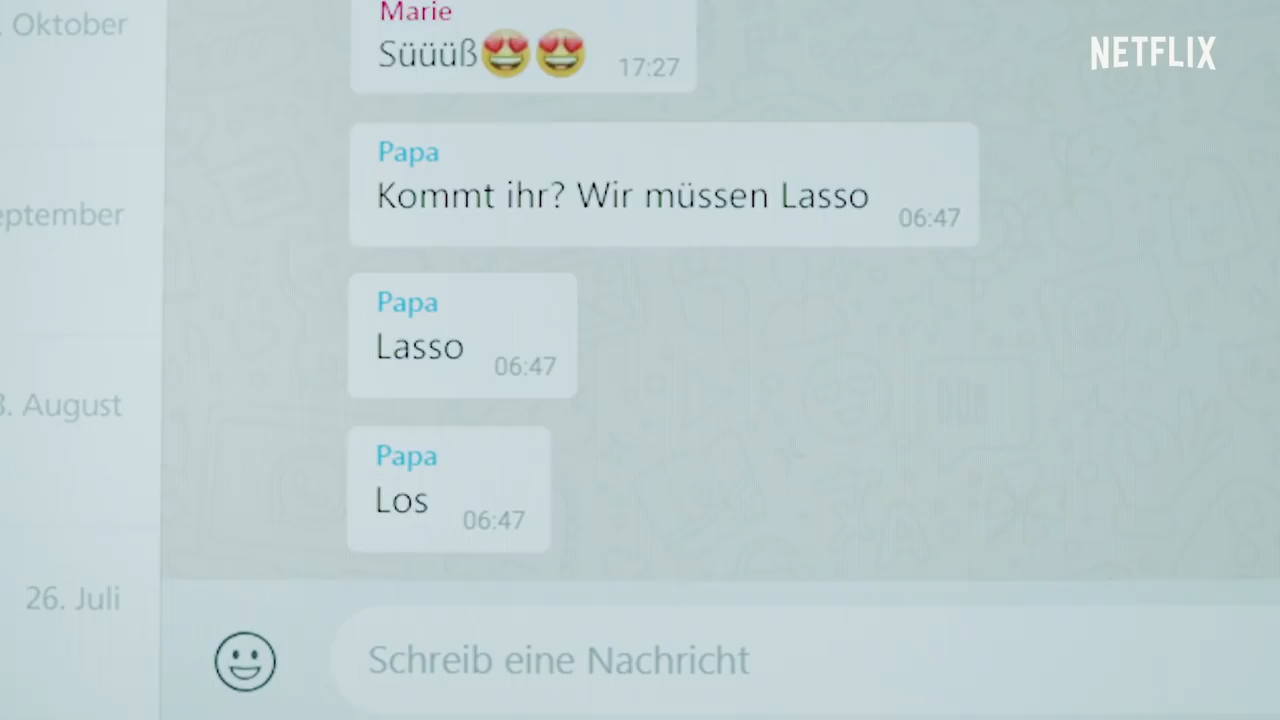 . Oktober
Marie
Süüüß😍😍 17:27
NETFLIX
Papa
Kommt ihr? Wir müssen Lasso 06:47
eptember
Papa
Lasso 06:47
3. August
Papa
Los 06:47
26. Juli
Schreib eine Nachricht